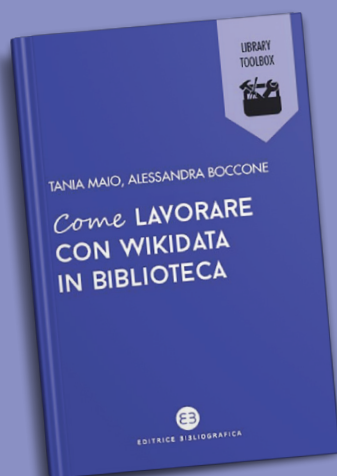 LIBRARY
TOOLBOX
TANIA MAIO, ALESSANDRA BOCCONE
Come LAVORARE
CON WIKIDATA
IN BIBLIOTECA
EB
EDITRICE BIBLIOGRAFICA